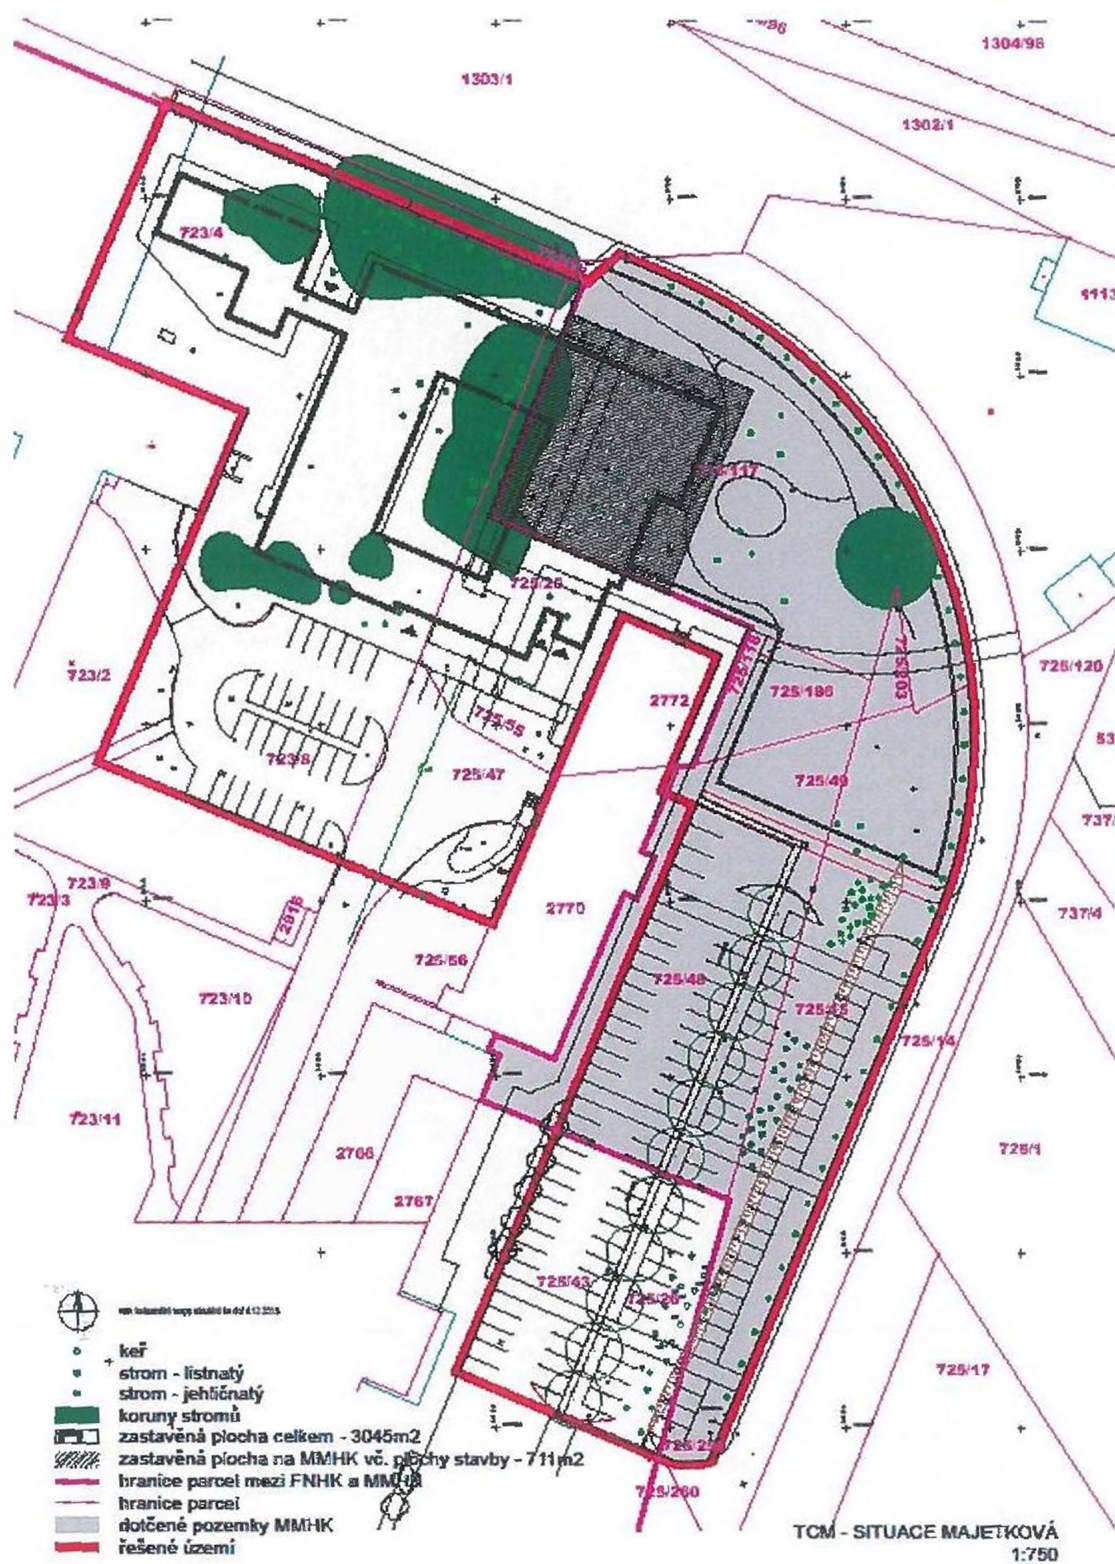 1304/98
1303/1
1302/1
723/4
725/26
723/2
725/120
2772
725/118
725/186
725/303
725/55
723/8
725/47
725/49
723/9
723/3
2770
737/4
725/56
725/48
723/10
725/14
723/11
2766
725/1
2767
725/43
725/17
725/260
keř
strom - listnatý
strom - jehličnatý
koruny stromů
zastavěná plocha celkem - 3045m2
zastavěná plocha na MMHK vč. plochy stavby - 711m2
hranice parcel mezi FNHK a MMHK
hranice parcel
dotčené pozemky MMHK
řešené území
TCM - SITUACE MAJETKOVÁ
1:750